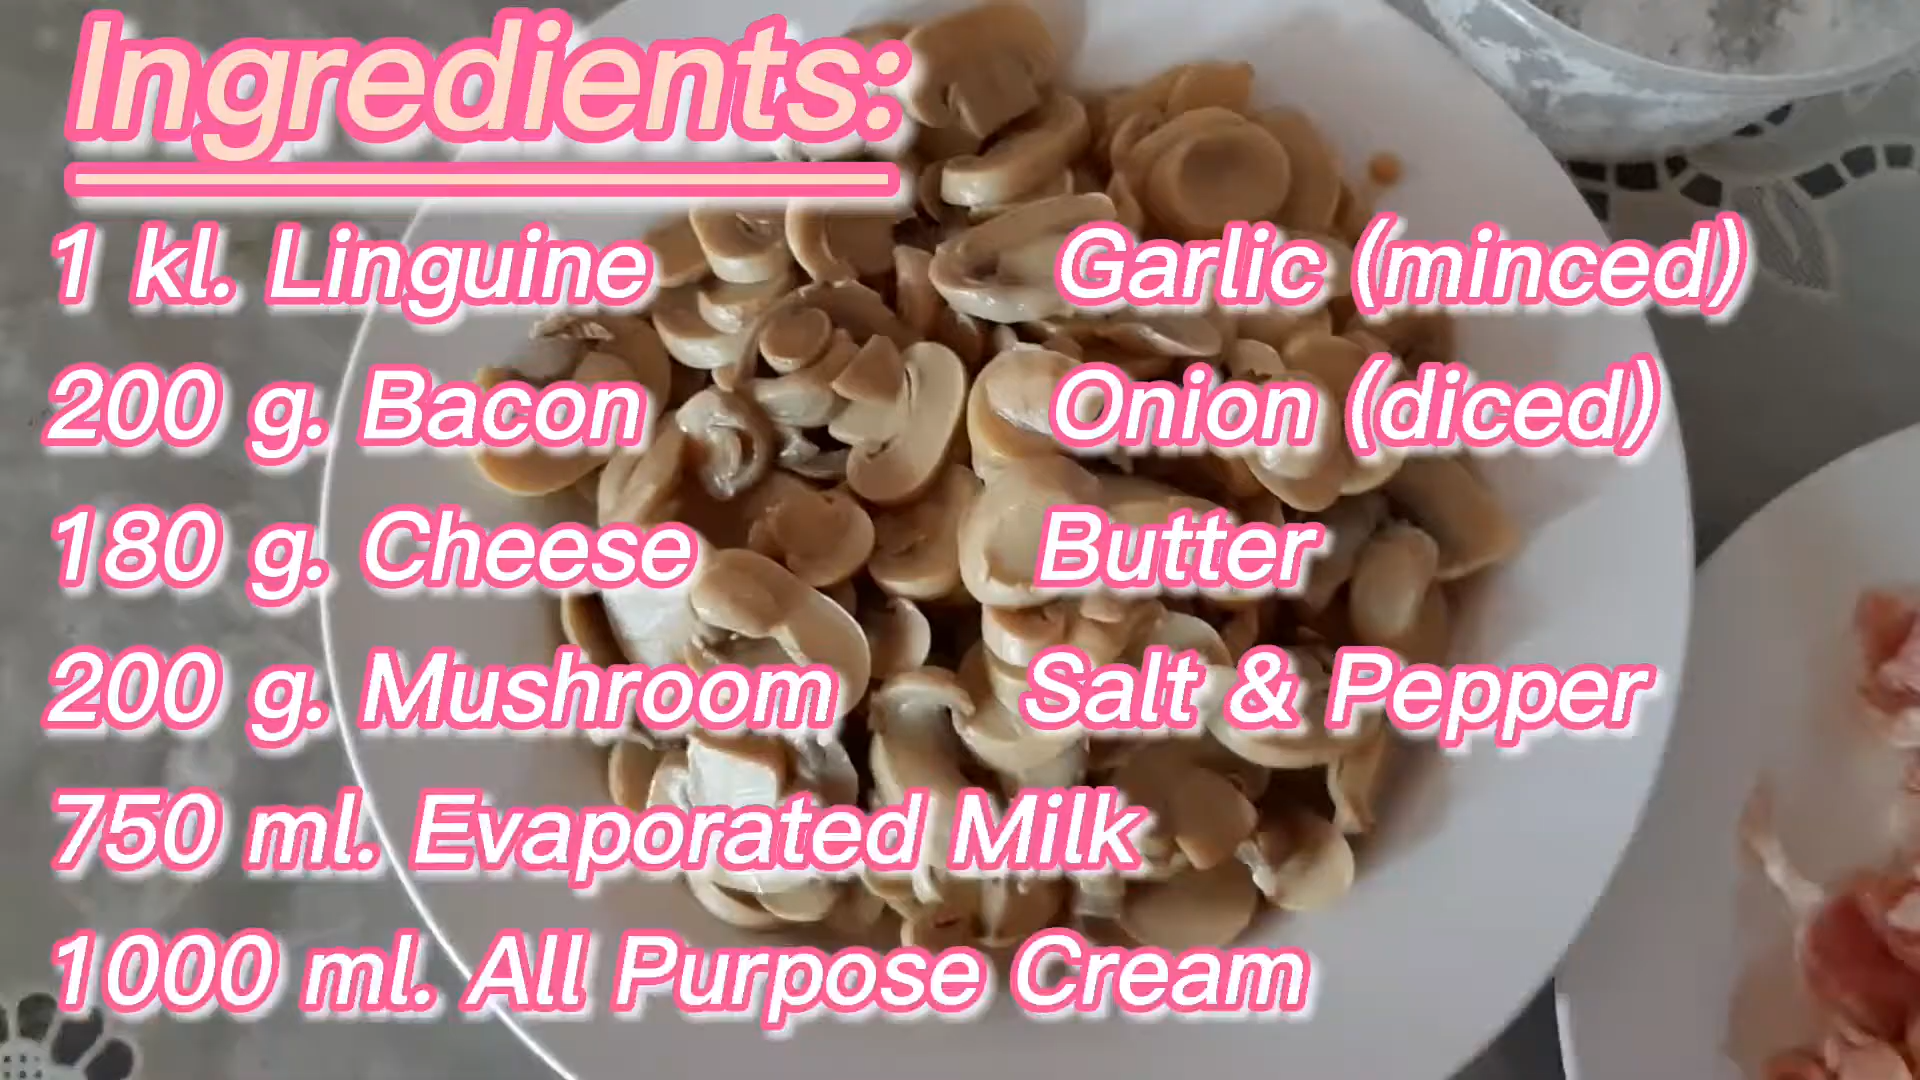 Ingredients:
1 kl. Linguine
200 g. Bacon
180 g. Cheese
200 g. Mushroom
750 ml. Evaporated Milk
1000 ml. All Purpose Cream
Garlic (minced)
Onion (diced)
Butter
Salt & Pepper